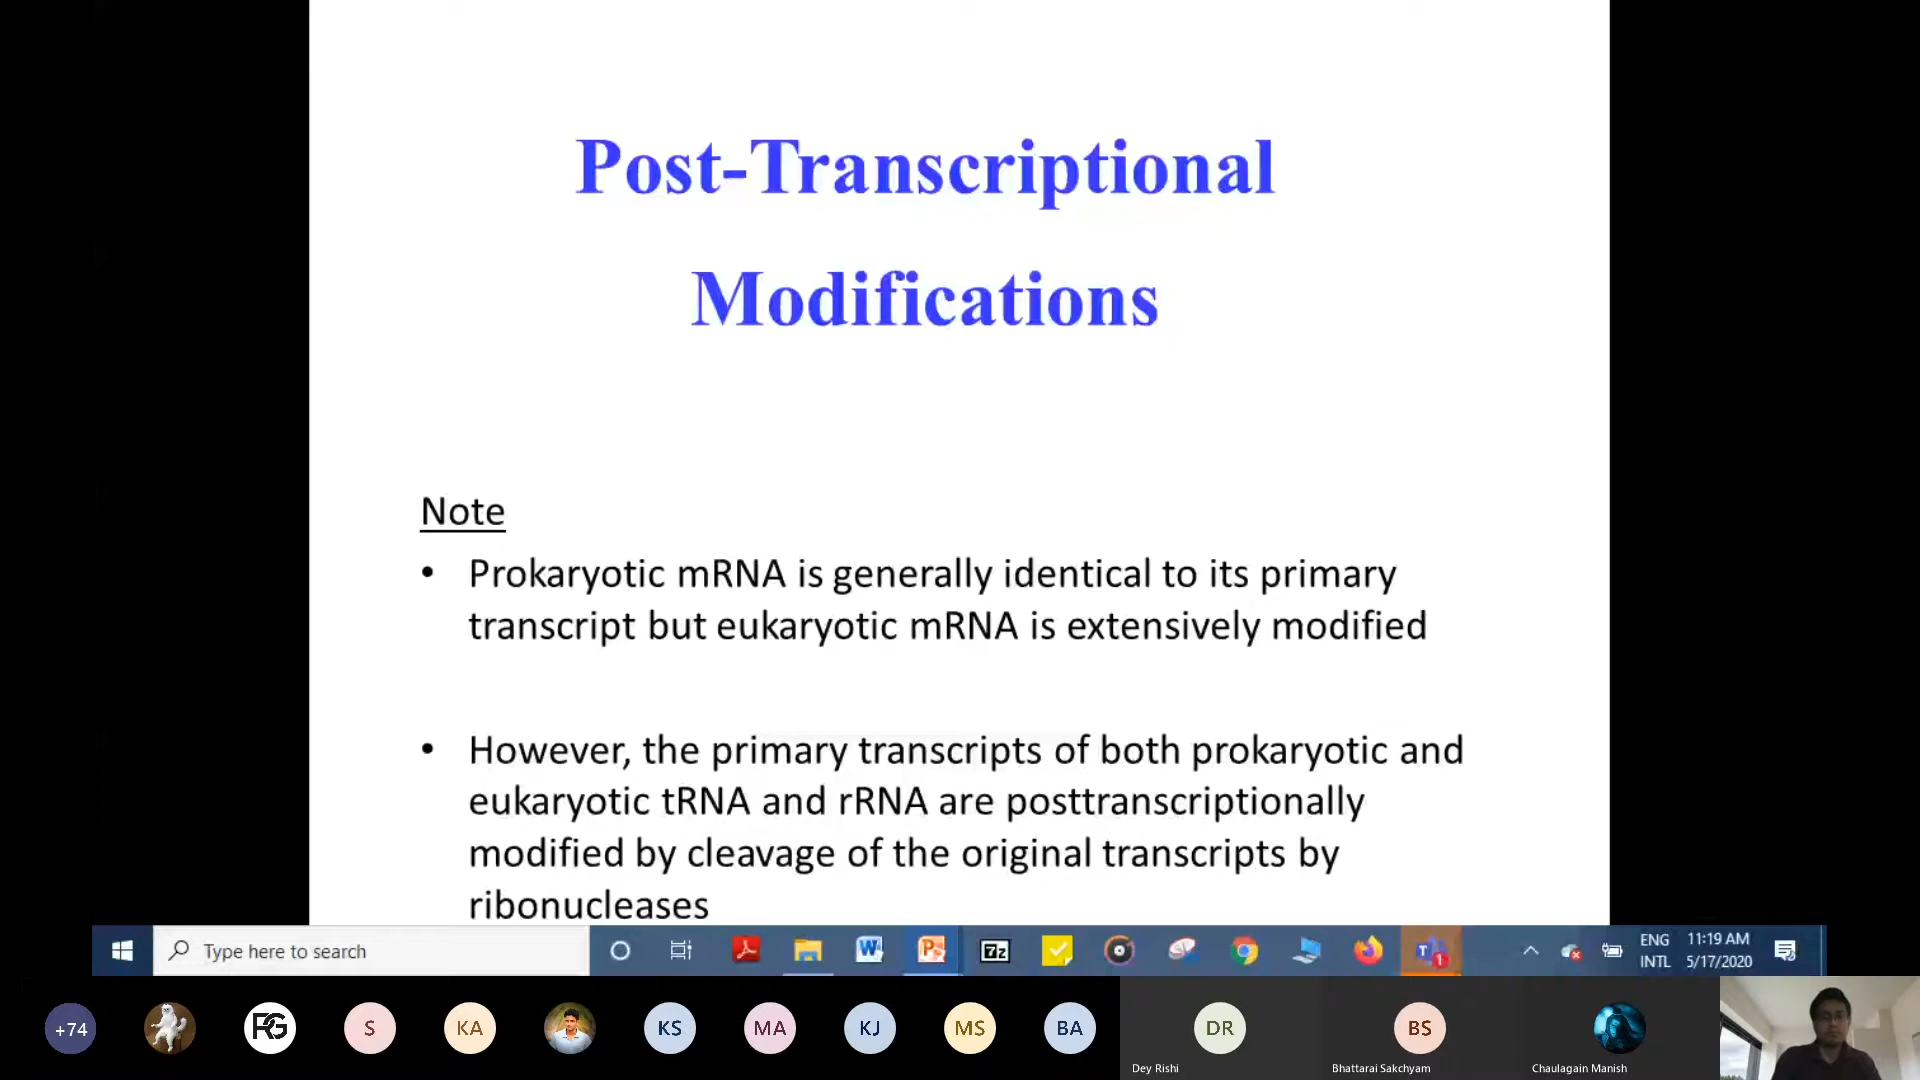 Post-Transcriptional
Modifications
Note
• Prokaryotic mRNA is generally identical to its primary
transcript but eukaryotic mRNA is extensively modified
• However, the primary transcripts of both prokaryotic and
eukaryotic tRNA and rRNA are posttranscriptionally
modified by cleavage of the original transcripts by
ribonucleases
Type here to search
ENG
INTL
11:19 AM
5/17/2020
+74
RG
S
KA
KS
MA
KJ
MS
BA
DR
BS
Dey Rishi
Bhattarai Sakchyam
Chaulagain Manish